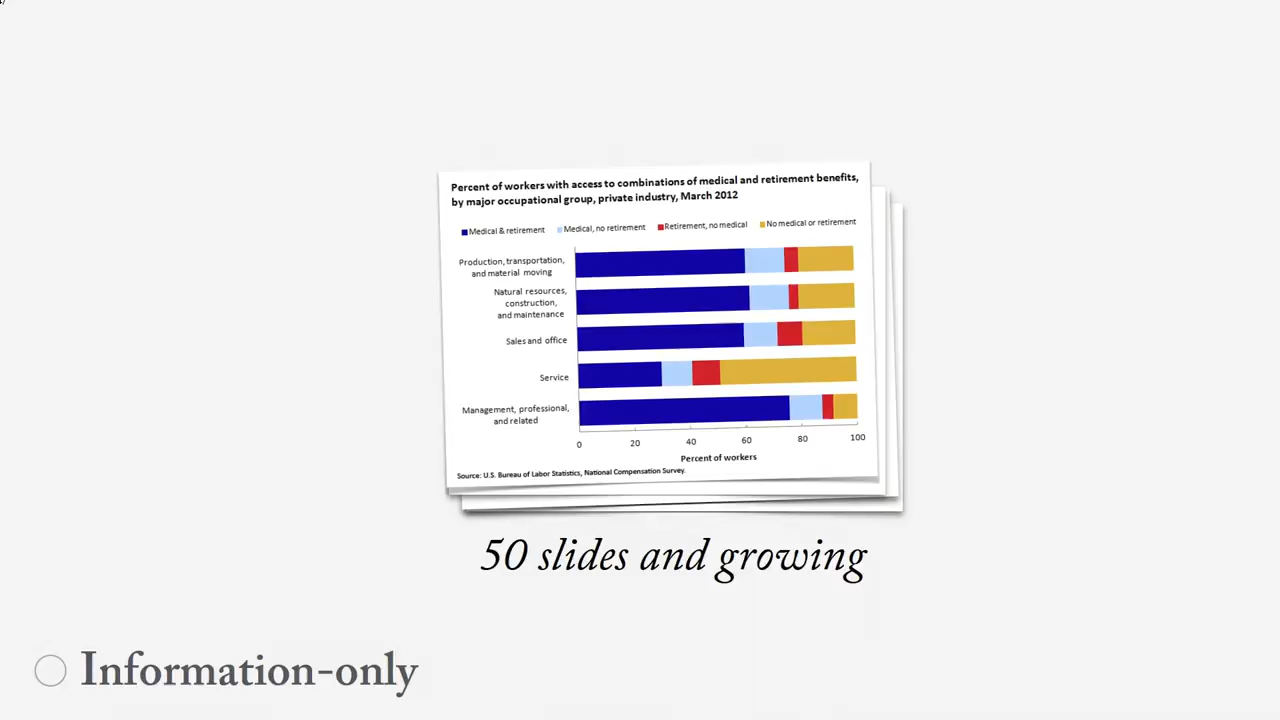 Percent of workers with access to combinations of medical and retirement benefits,
by major occupational group, private industry, March 2012
Medical & retirement Medical, no retirement Retirement, no medical No medical or retirement
Production, transportation,
and material moving
Natural resources,
construction,
and maintenance
Sales and office
Service
Management, professional,
and related
0 20 40 60 80 100
Percent of workers
Source: U.S. Bureau of Labor Statistics, National Compensation Survey.
50 slides and growing
Information-only